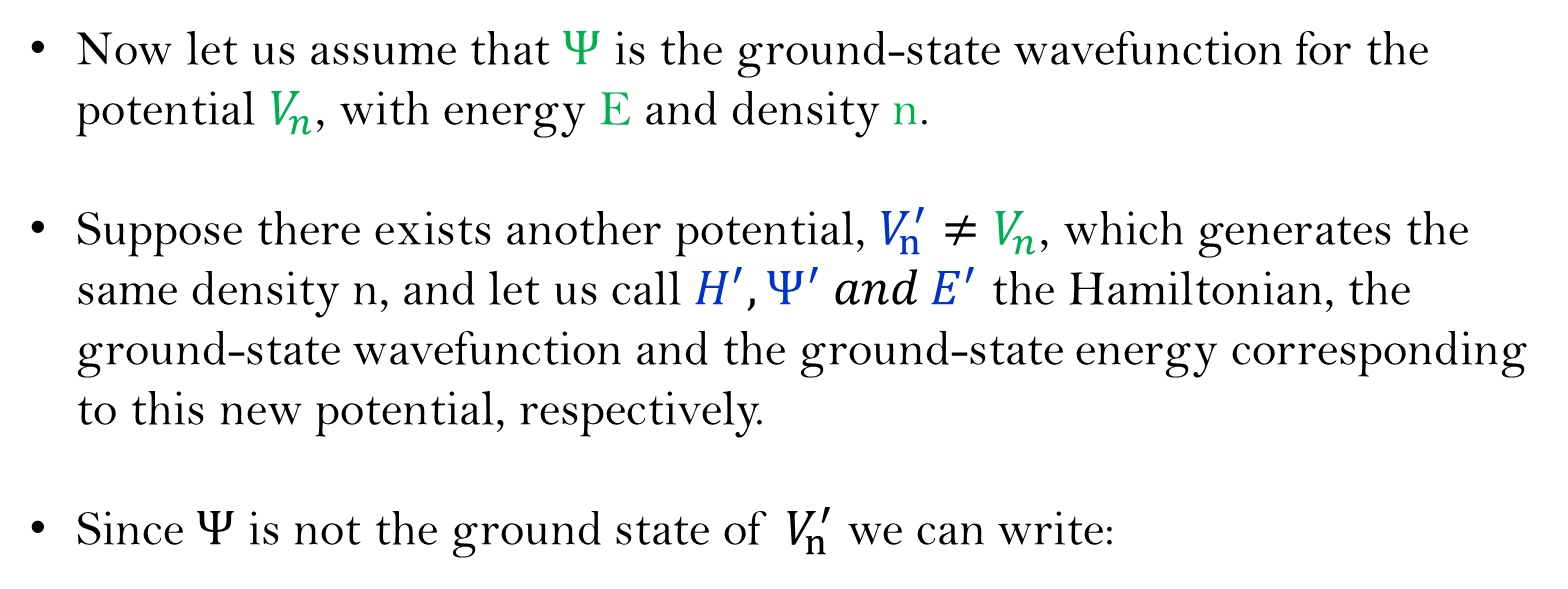 • Now let us assume that Ψ is the ground-state wavefunction for the
potential Vₙ, with energy E and density n.
• Suppose there exists another potential, Vₙ′ ≠ Vₙ, which generates the
same density n, and let us call H′, Ψ′ and E′ the Hamiltonian, the
ground-state wavefunction and the ground-state energy corresponding
to this new potential, respectively.
• Since Ψ is not the ground state of Vₙ′ we can write: